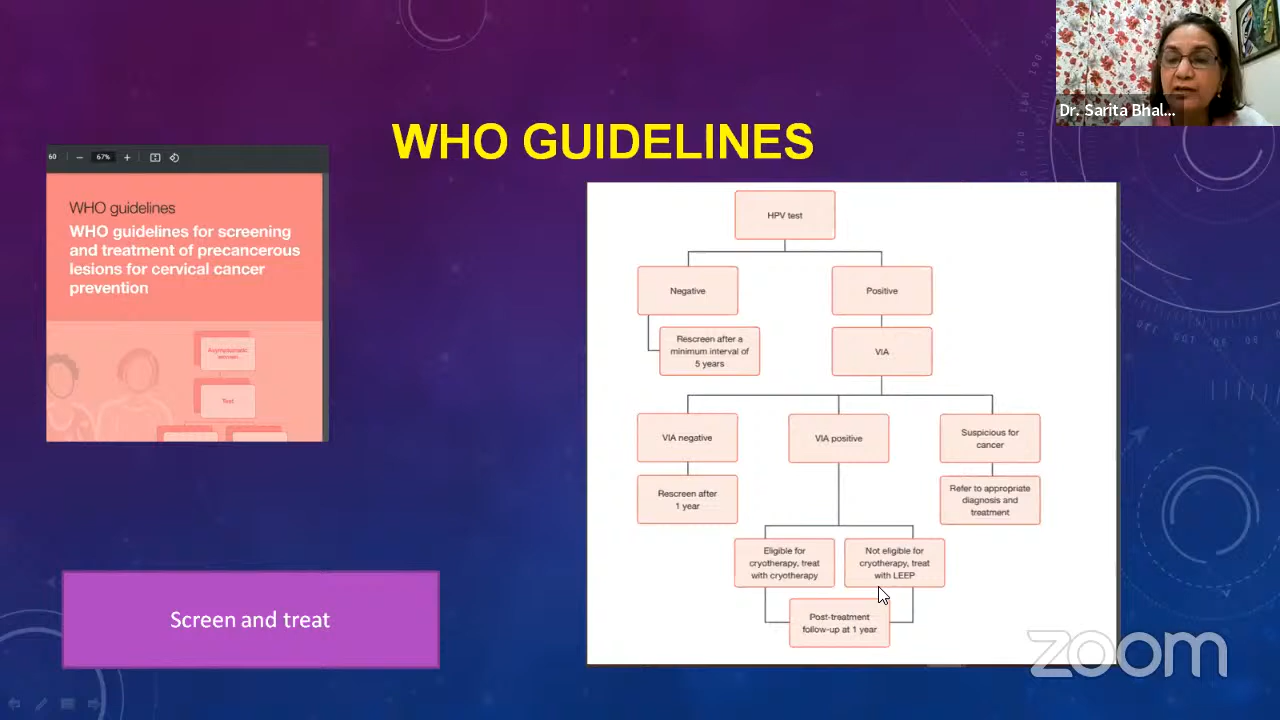 Dr. Sarita Bhal...
WHO GUIDELINES
60
67%
WHO guidelines
WHO guidelines for screening
and treatment of precancerous
lesions for cervical cancer
prevention
Asymptomatic
women
Test
HPV test
Negative
Positive
Rescreen after a
minimum interval of
5 years
VIA
VIA negative
VIA positive
Suspicious for
cancer
Rescreen after
1 year
Refer to appropriate
diagnosis and
treatment
Eligible for
cryotherapy, treat
with cryotherapy
Not eligible for
cryotherapy, treat
with LEEP
Post-treatment
follow-up at 1 year
Screen and treat
zoom